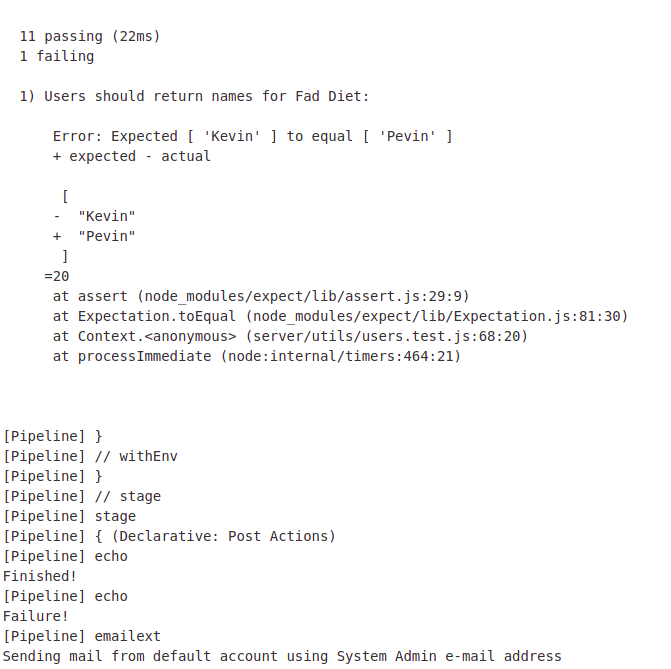 11 passing (22ms)
1 failing
1) Users should return names for Fad Diet:
Error: Expected [ 'Kevin' ] to equal [ 'Pevin' ]
+ expected - actual
[
-  "Kevin"
+  "Pevin"
]
=20
at assert (node_modules/expect/lib/assert.js:29:9)
at Expectation.toEqual (node_modules/expect/lib/Expectation.js:81:30)
at Context.<anonymous> (server/utils/users.test.js:68:20)
at processImmediate (node:internal/timers:464:21)
[Pipeline] }
[Pipeline] // withEnv
[Pipeline] }
[Pipeline] // stage
[Pipeline] stage
[Pipeline] { (Declarative: Post Actions)
[Pipeline] echo
Finished!
[Pipeline] echo
Failure!
[Pipeline] emailext
Sending mail from default account using System Admin e-mail address